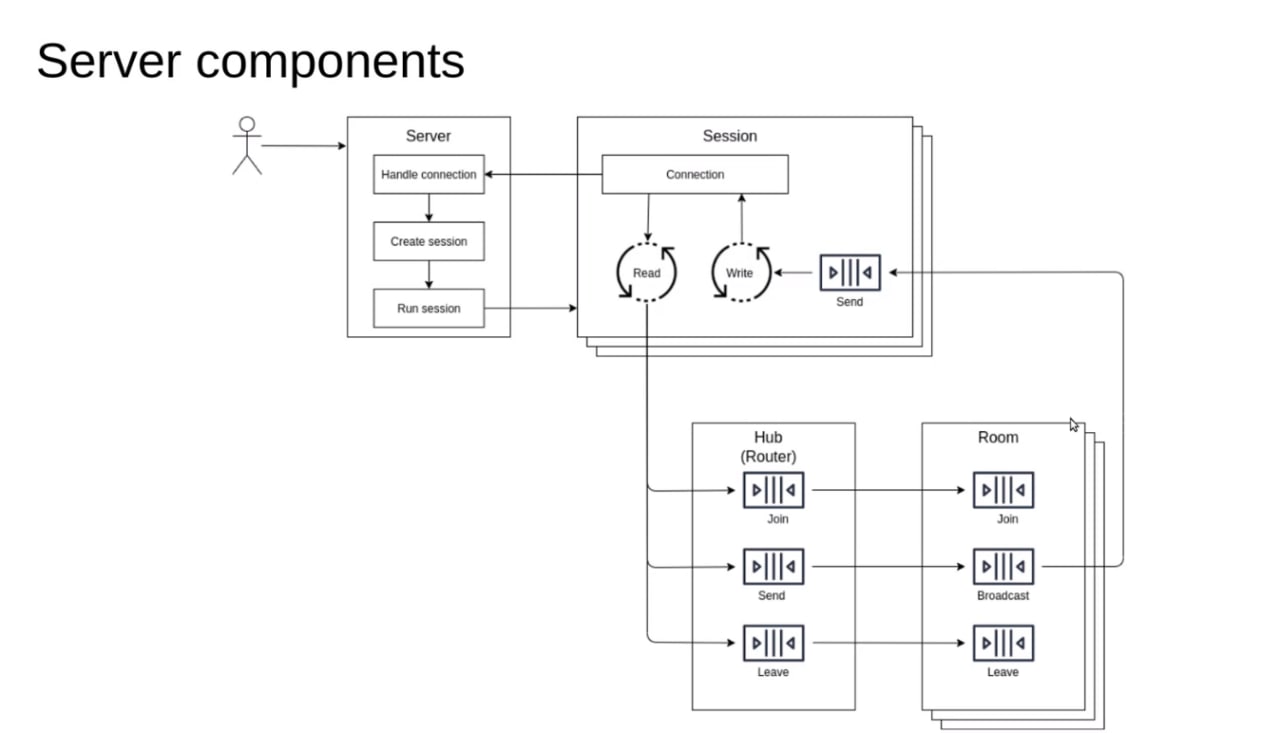 Server components
Server
Handle connection
Create session
Run session
Session
Connection
Read
Write
Send
Hub
(Router)
Join
Send
Leave
Room
Join
Broadcast
Leave